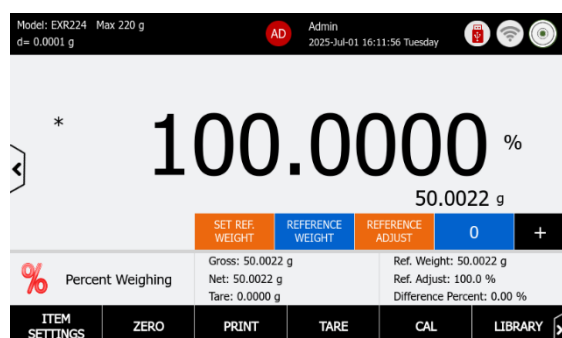 Model: EXR224 Max 220 g
d= 0.0001 g
AD
Admin
2025-Jul-01 16:11:56 Tuesday
*
100.0000 %
50.0022 g
SET REF. WEIGHT
REFERENCE WEIGHT
REFERENCE ADJUST
0
+
% Percent Weighing
Gross: 50.0022 g
Net: 50.0022 g
Tare: 0.0000 g
Ref. Weight: 50.0022 g
Ref. Adjust: 100.0 %
Difference Percent: 0.00 %
ITEM SETTINGS
ZERO
PRINT
TARE
CAL
LIBRARY